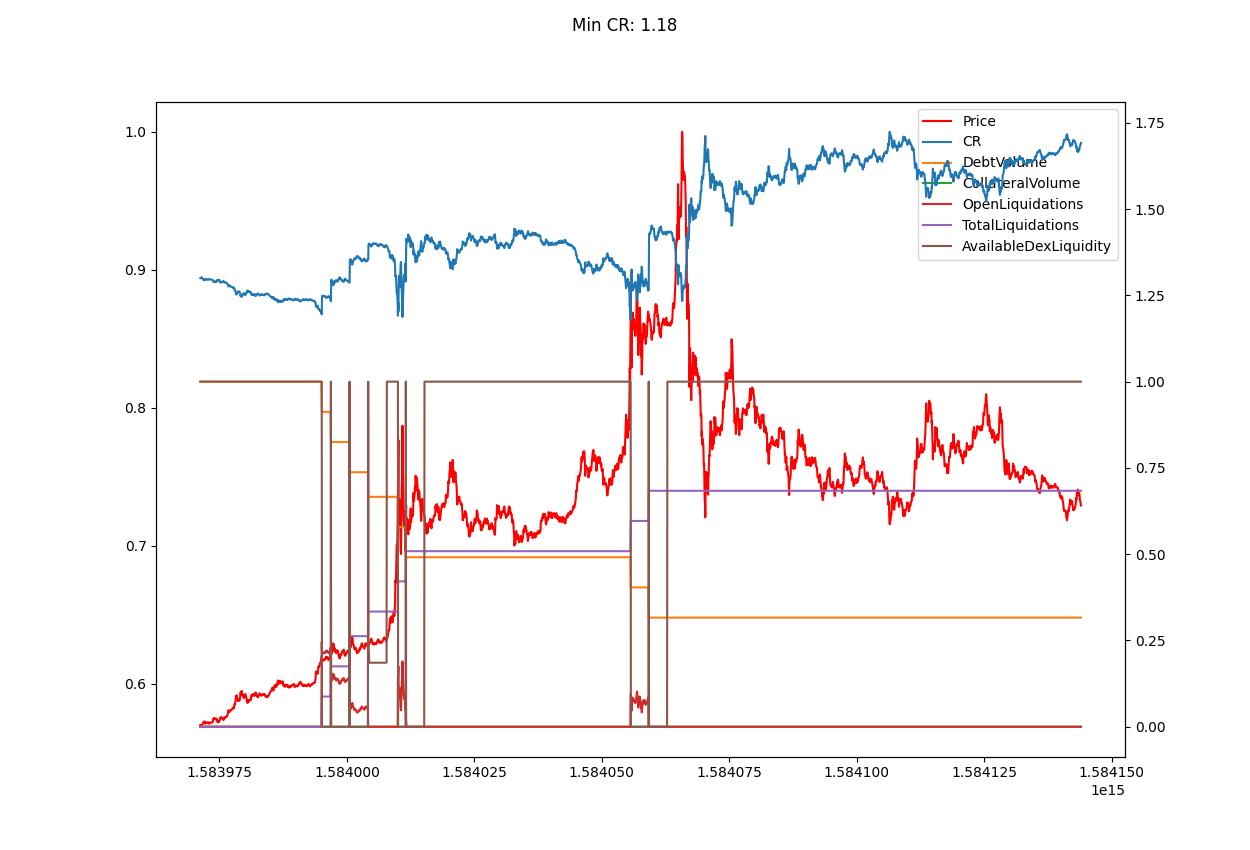 Min CR: 1.18
1.0
0.9
0.8
0.7
0.6
Price
CR
DebtVolume
CollateralVolume
OpenLiquidations
TotalLiquidations
AvailableDexLiquidity
1.75
1.50
1.25
1.00
0.75
0.50
0.25
0.00
1.583975 1.584000 1.584025 1.584050 1.584075 1.584100 1.584125 1.584150
1e15